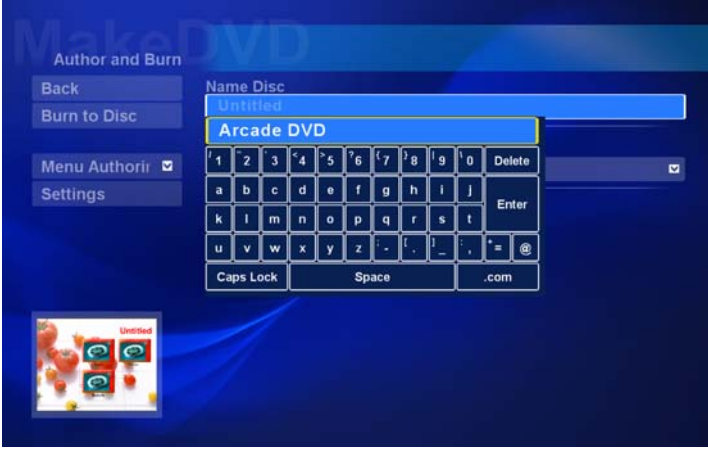 MakeDVD
Author and Burn
Back
Burn to Disc
Menu Authorir
Settings
Name Disc
Untitled
Arcade DVD
1 2 3 <4 >5 ?6 {7 }8 |9 \0 Delete
a b c d e f g h i j
Enter
k l m n o p q r s t
u v w x y z ; - [ . ] _ : , *= @
Caps Lock Space .com
Untitled